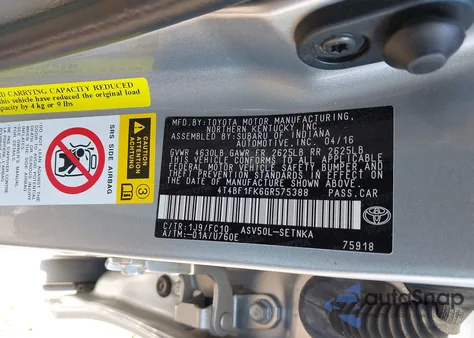 D CARRYING CAPACITY REDUCED
this vehicle have reduced the original load
capacity by 4 kg or 9 lbs
SRS SIDE AIRBAG
MFD.BY:TOYOTA MOTOR MANUFACTURING,
NORTHERN KENTUCKY, INC.
ASSEMBLED BY:SUBARU OF INDIANA
AUTOMOTIVE, INC. 04/16
GVWR 4630LB GAWR FR 2625LB RR 2625LB
THIS VEHICLE CONFORMS TO ALL APPLICABLE
FEDERAL MOTOR VEHICLE SAFETY, BUMPER, AND
THEFT PREVENTION STANDARDS IN EFFECT ON
THE DATE OF MANUFACTURE SHOWN ABOVE.
4T4BF1FK6GR575388 PASS.CAR
C/TR:1J9/FC10 ASV50L-SETNKA
A/TM:-01A/U760E 75918
TOYOTA
autoSnap